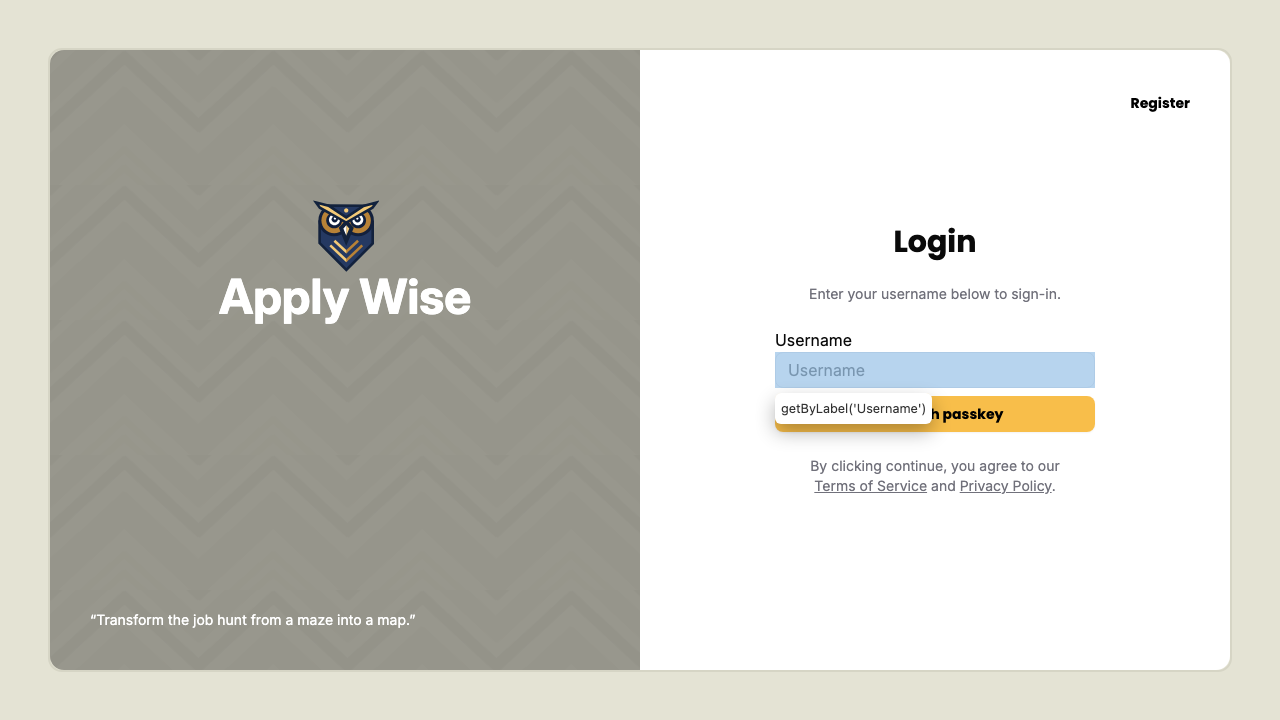 Register
Apply Wise
“Transform the job hunt from a maze into a map.”
Login
Enter your username below to sign-in.
Username
Username
getByLabel('Username')
passkey
By clicking continue, you agree to our
Terms of Service and Privacy Policy.